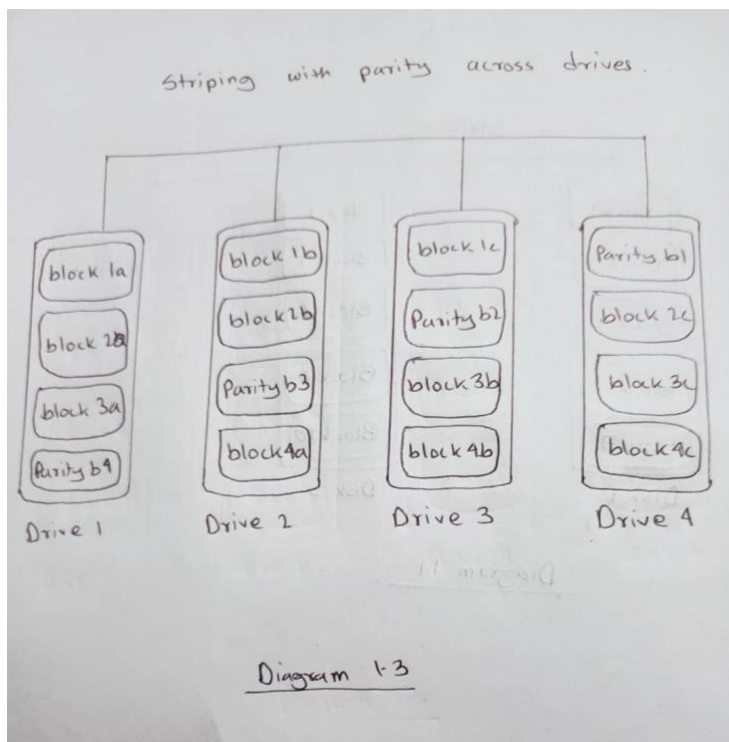 Striping with parity across drives.
block 1a block 1b block 1c Parity b1
block 2a block 2b Parity b2 block 2c
block 3a Parity b3 block 3b block 3c
Parity b4 block 4a block 4b block 4c
Drive 1 Drive 2 Drive 3 Drive 4
Diagram 1.3